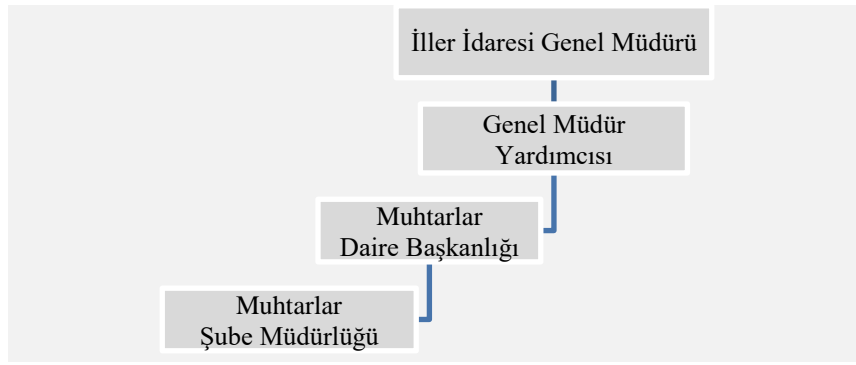 İller İdaresi Genel Müdürü
Genel Müdür
Yardımcısı
Muhtarlar
Daire Başkanlığı
Muhtarlar
Şube Müdürlüğü